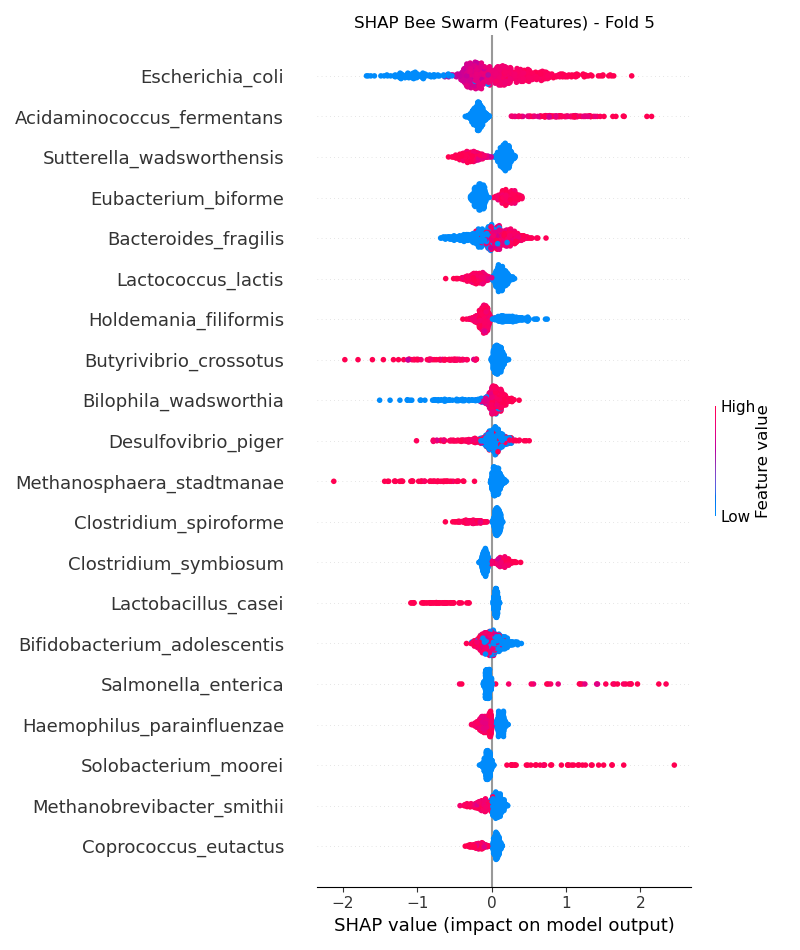 SHAP Bee Swarm (Features) - Fold 5
Escherichia_coli
Acidaminococcus_fermentans
Sutterella_wadsworthensis
Eubacterium_biforme
Bacteroides_fragilis
Lactococcus_lactis
Holdemania_filiformis
Butyrivibrio_crossotus
Bilophila_wadsworthia
Desulfovibrio_piger
Methanosphaera_stadtmanae
Clostridium_spiroforme
Clostridium_symbiosum
Lactobacillus_casei
Bifidobacterium_adolescentis
Salmonella_enterica
Haemophilus_parainfluenzae
Solobacterium_moorei
Methanobrevibacter_smithii
Coprococcus_eutactus
−2 −1 0 1 2
SHAP value (impact on model output)
High
Low
Feature value